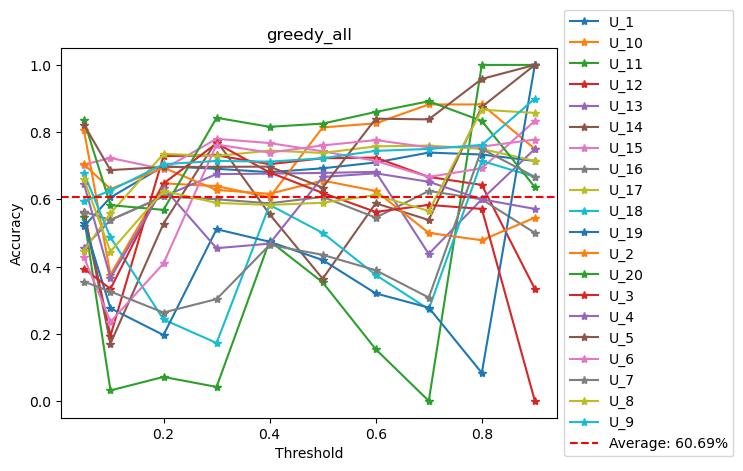 greedy_all
Accuracy
1.0
0.8
0.6
0.4
0.2
0.0
0.2 0.4 0.6 0.8
Threshold
U_1
U_10
U_11
U_12
U_13
U_14
U_15
U_16
U_17
U_18
U_19
U_2
U_20
U_3
U_4
U_5
U_6
U_7
U_8
U_9
Average: 60.69%